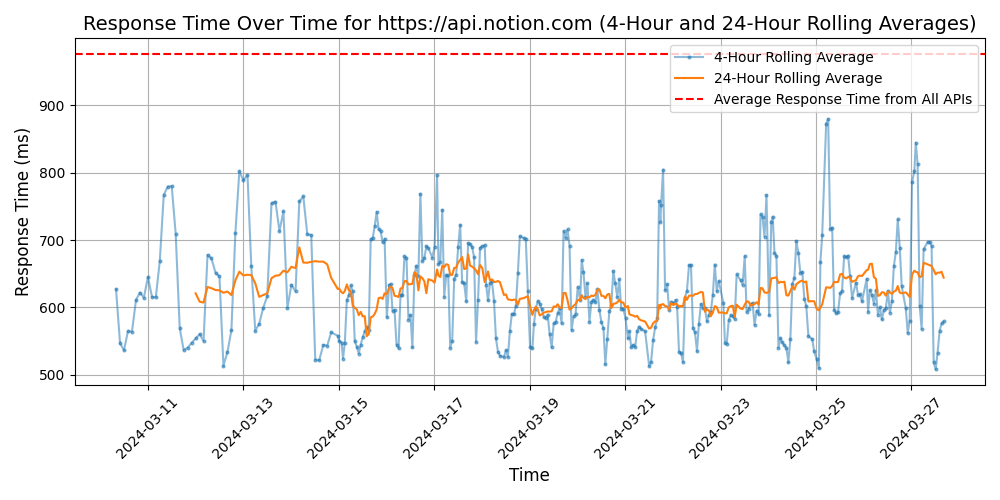 Response Time Over Time for https://api.notion.com (4-Hour and 24-Hour Rolling Averages)
4-Hour Rolling Average
24-Hour Rolling Average
Average Response Time from All APIs
Response Time (ms)
900
800
700
600
500
2024-03-11
2024-03-13
2024-03-15
2024-03-17
2024-03-19
2024-03-21
2024-03-23
2024-03-25
2024-03-27
Time